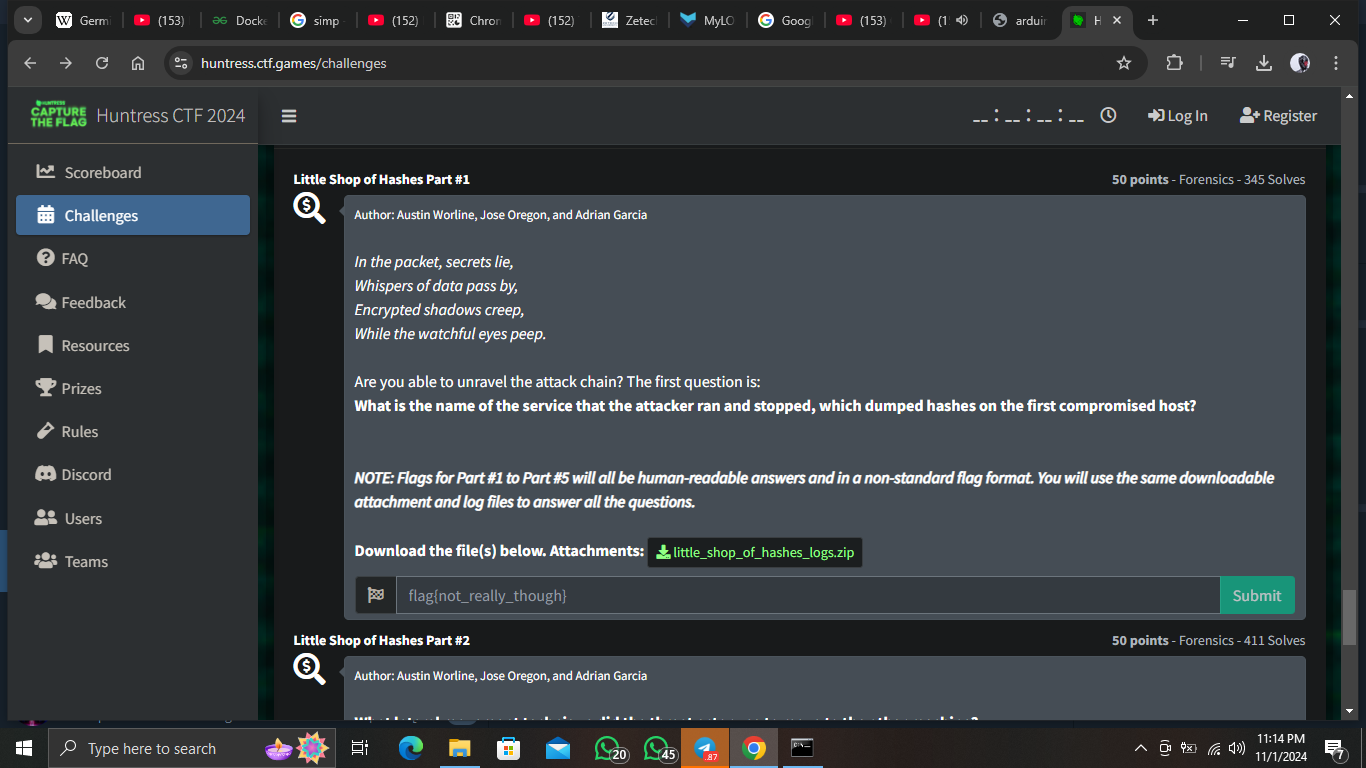 Germi
(153)
Docke
simp
(152)
Chron
(152)
Zetec
MyLO
Goog
(153)
(1
arduir
H
huntress.ctf.games/challenges
CAPTURE
THE FLAG
Huntress CTF 2024
__ : __ : __ : __
Log In
Register
Scoreboard
Challenges
FAQ
Feedback
Resources
Prizes
Rules
Discord
Users
Teams
Little Shop of Hashes Part #1
50 points - Forensics - 345 Solves
Author: Austin Worline, Jose Oregon, and Adrian Garcia
In the packet, secrets lie,
Whispers of data pass by,
Encrypted shadows creep,
While the watchful eyes peep.
Are you able to unravel the attack chain? The first question is:
What is the name of the service that the attacker ran and stopped, which dumped hashes on the first compromised host?
NOTE: Flags for Part #1 to Part #5 will all be human-readable answers and in a non-standard flag format. You will use the same downloadable
attachment and log files to answer all the questions.
Download the file(s) below. Attachments: little_shop_of_hashes_logs.zip
flag{not_really_though}
Submit
Little Shop of Hashes Part #2
50 points - Forensics - 411 Solves
Author: Austin Worline, Jose Oregon, and Adrian Garcia
Type here to search
20
45
.87
11:14 PM
11/1/2024
7